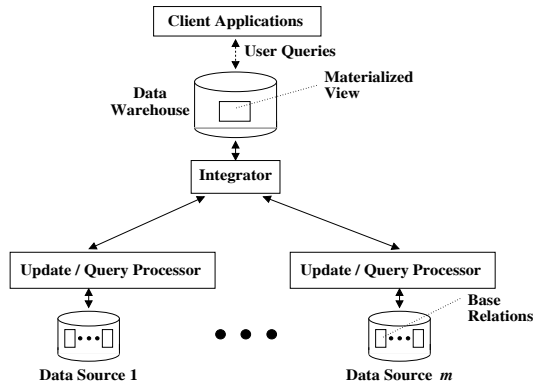 Client Applications
User Queries
Data
Warehouse
Materialized
View
Integrator
Update / Query Processor
Update / Query Processor
Base
Relations
Data Source 1
Data Source m